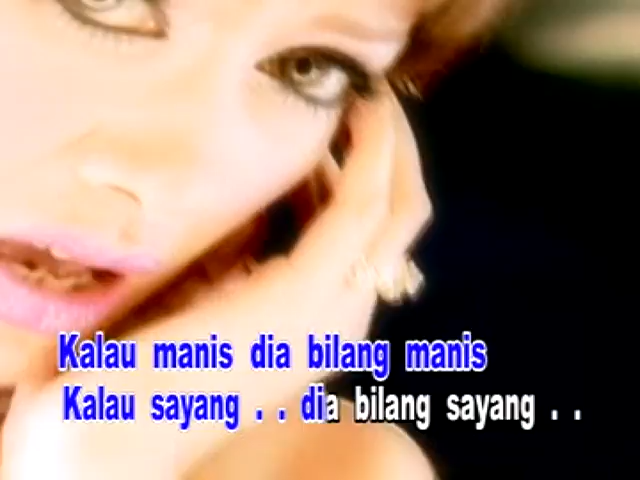 Kalau manis dia bilang manis
Kalau sayang . . dia bilang sayang . .